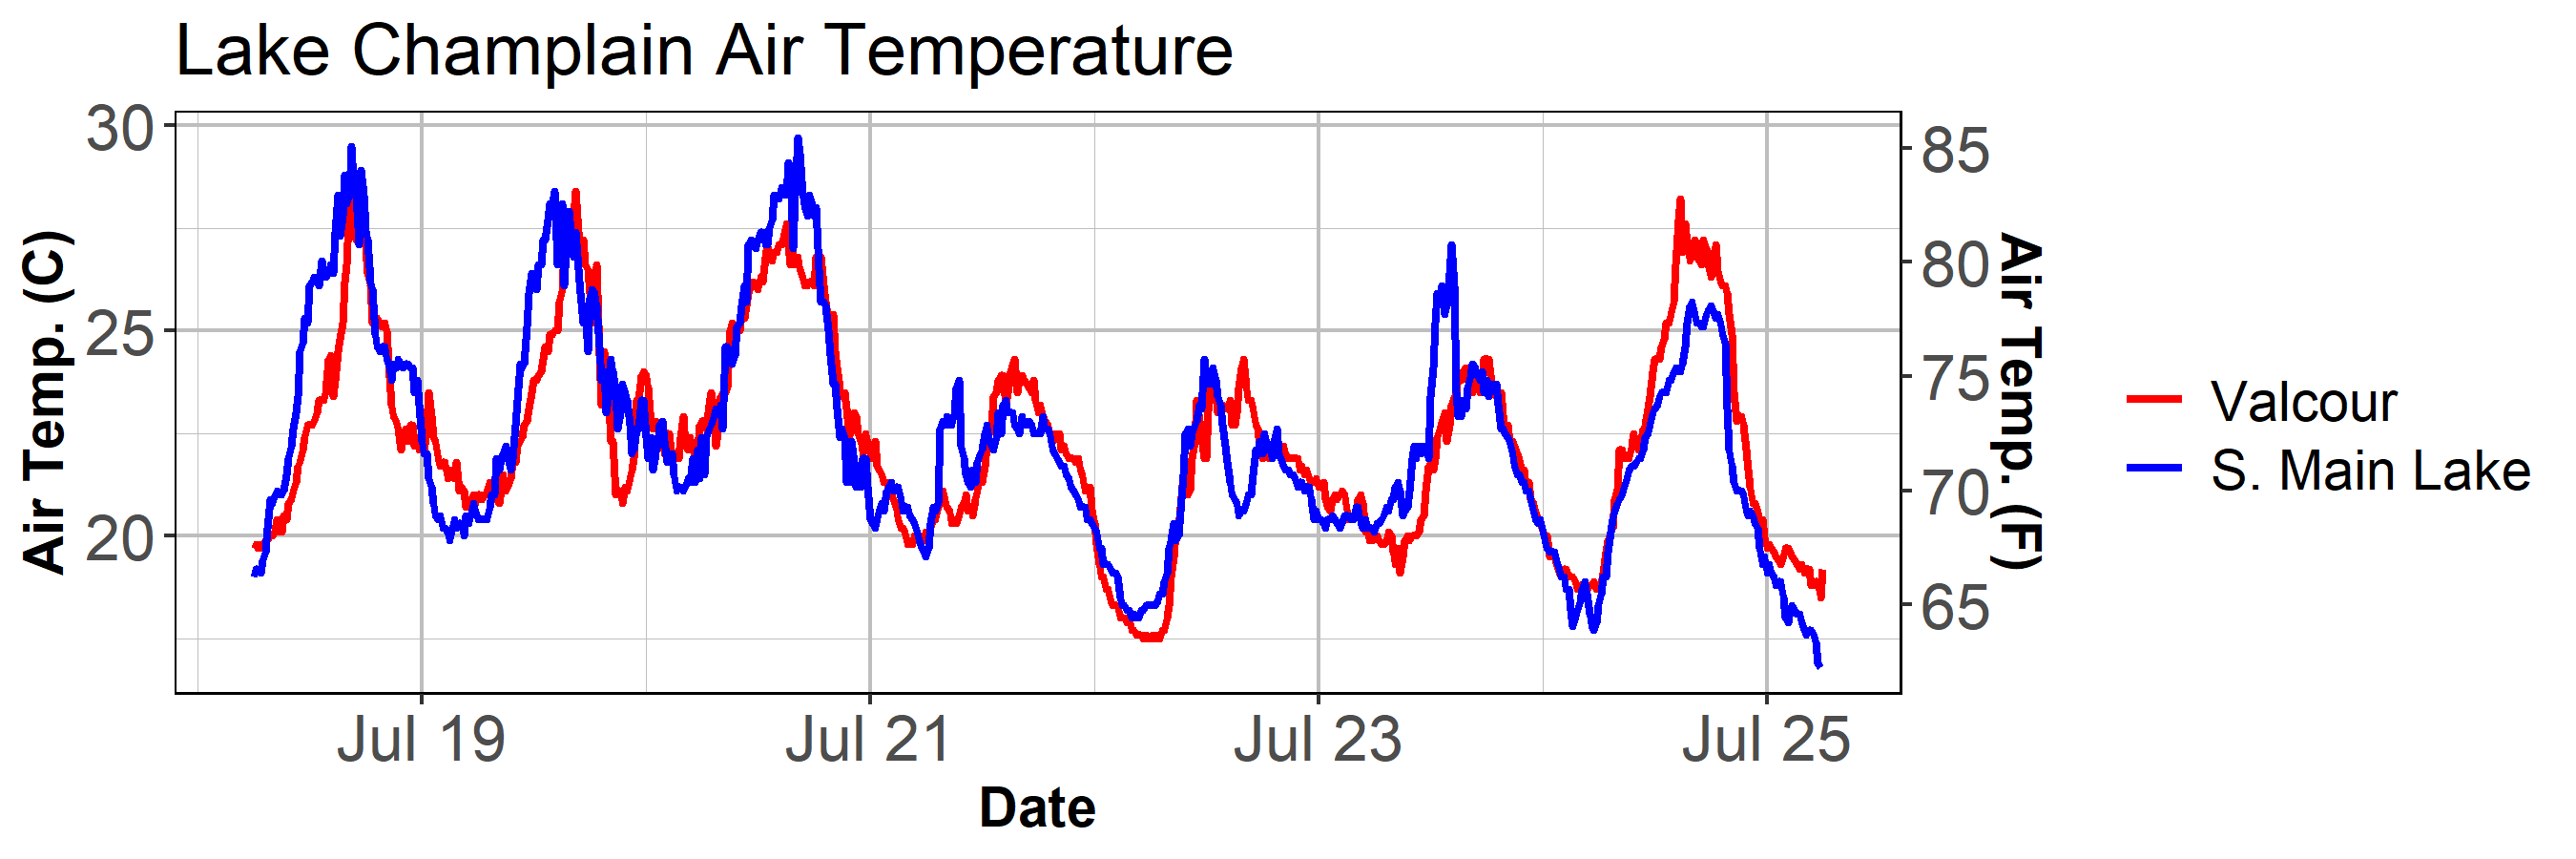 Lake Champlain Air Temperature
Air Temp. (C)
30
25
20
85
80
75
70
65
Air Temp. (F)
Jul 19 Jul 21 Jul 23 Jul 25
Date
Valcour
S. Main Lake